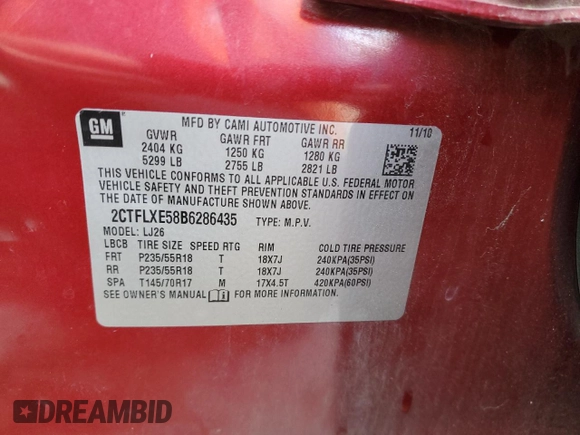 GM
MFD BY CAMI AUTOMOTIVE INC. 11/10
GVWR GAWR FRT GAWR RR
2404 KG 1250 KG 1280 KG
5299 LB 2755 LB 2821 LB
THIS VEHICLE CONFORMS TO ALL APPLICABLE U.S. FEDERAL MOTOR
VEHICLE SAFETY AND THEFT PREVENTION STANDARDS IN EFFECT ON
THE DATE OF MANUFACTURE SHOWN ABOVE.
2CTFLXE58B6286435 TYPE: M.P.V.
MODEL: LJ26
LBCB TIRE SIZE SPEED RTG RIM COLD TIRE PRESSURE
FRT P235/55R18 T 18X7J 240KPA(35PSI)
RR P235/55R18 T 18X7J 240KPA(35PSI)
SPA T145/70R17 M 17X4.5T 420KPA(60PSI)
SEE OWNER'S MANUAL i FOR MORE INFORMATION.
DREAMBID